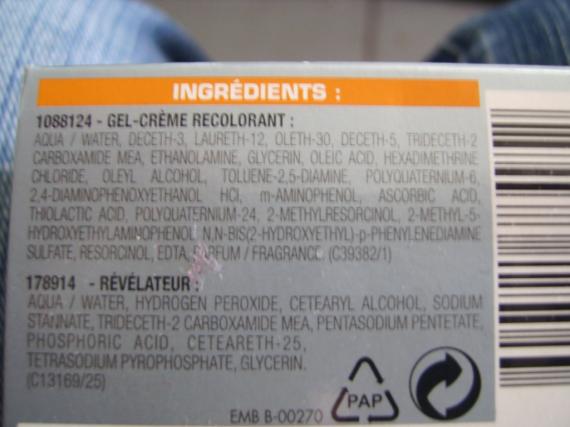 INGRÉDIENTS :
1088124 - GEL-CRÈME RECOLORANT :
AQUA / WATER, DECETH-3, LAURETH-12, OLETH-30, DECETH-5, TRIDECETH-2
CARBOXAMIDE MEA, ETHANOLAMINE, GLYCERIN, OLEIC ACID, HEXADIMETHRINE
CHLORIDE, OLEYL ALCOHOL, TOLUENE-2,5-DIAMINE, POLYQUATERNIUM-6,
2,4-DIAMINOPHENOXYETHANOL HCl, m-AMINOPHENOL, ASCORBIC ACID,
THIOLACTIC ACID, POLYQUATERNIUM-24, 2-METHYLRESORCINOL, 2-METHYL-5-
HYDROXYETHYLAMINOPHENOL N,N-BIS(2-HYDROXYETHYL)-p-PHENYLENEDIAMINE
SULFATE, RESORCINOL, EDTA, PARFUM / FRAGRANCE. (C39382/1)
178914 - RÉVÉLATEUR :
AQUA / WATER, HYDROGEN PEROXIDE, CETEARYL ALCOHOL, SODIUM
STANNATE, TRIDECETH-2 CARBOXAMIDE MEA, PENTASODIUM PENTETATE,
PHOSPHORIC ACID, CETEARETH-25,
TETRASODIUM PYROPHOSPHATE, GLYCERIN.
(C13169/25)
EMB B-00270
PAP